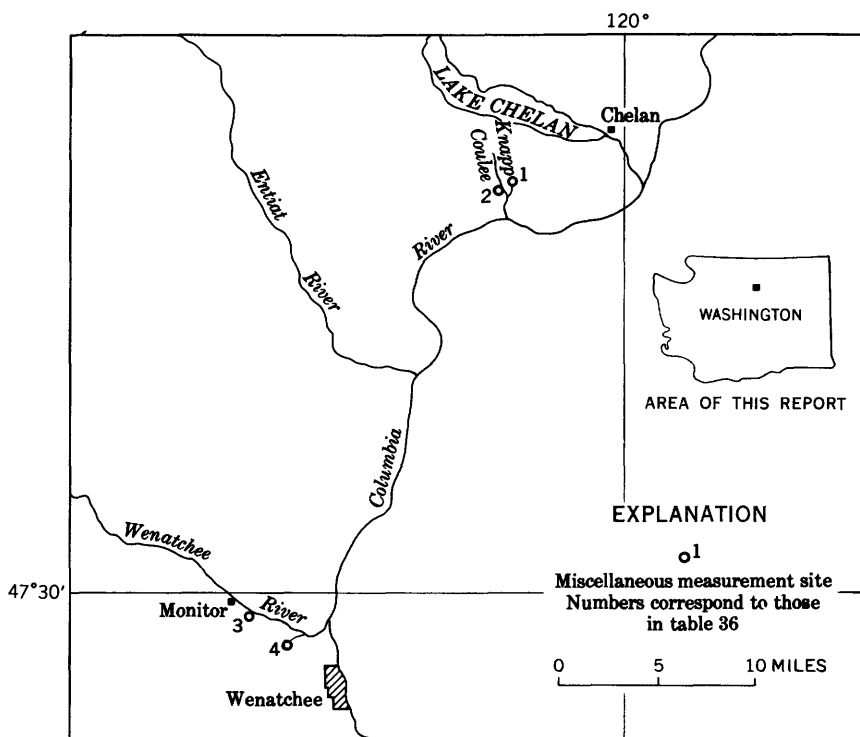 120°
LAKE CHELAN
Chelan
Knapp
Coulee
1
2
Entiat
River
River
WASHINGTON
AREA OF THIS REPORT
Columbia
EXPLANATION
1
Miscellaneous measurement site
Numbers correspond to those
in table 36
Wenatchee
River
47°30'
Monitor
3
4
Wenatchee
0 5 10 MILES